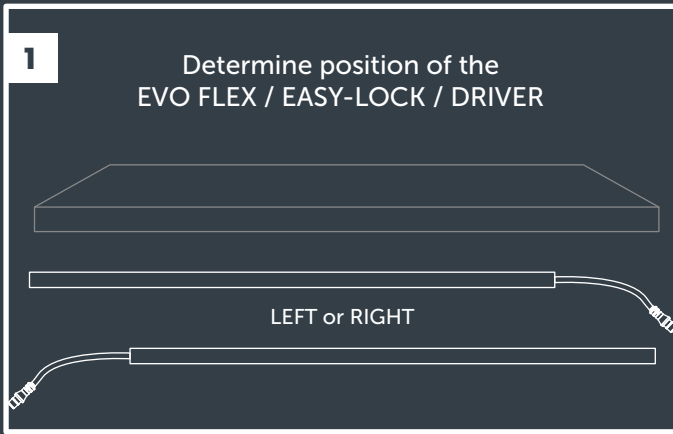 1
Determine position of the
EVO FLEX / EASY-LOCK / DRIVER
LEFT or RIGHT